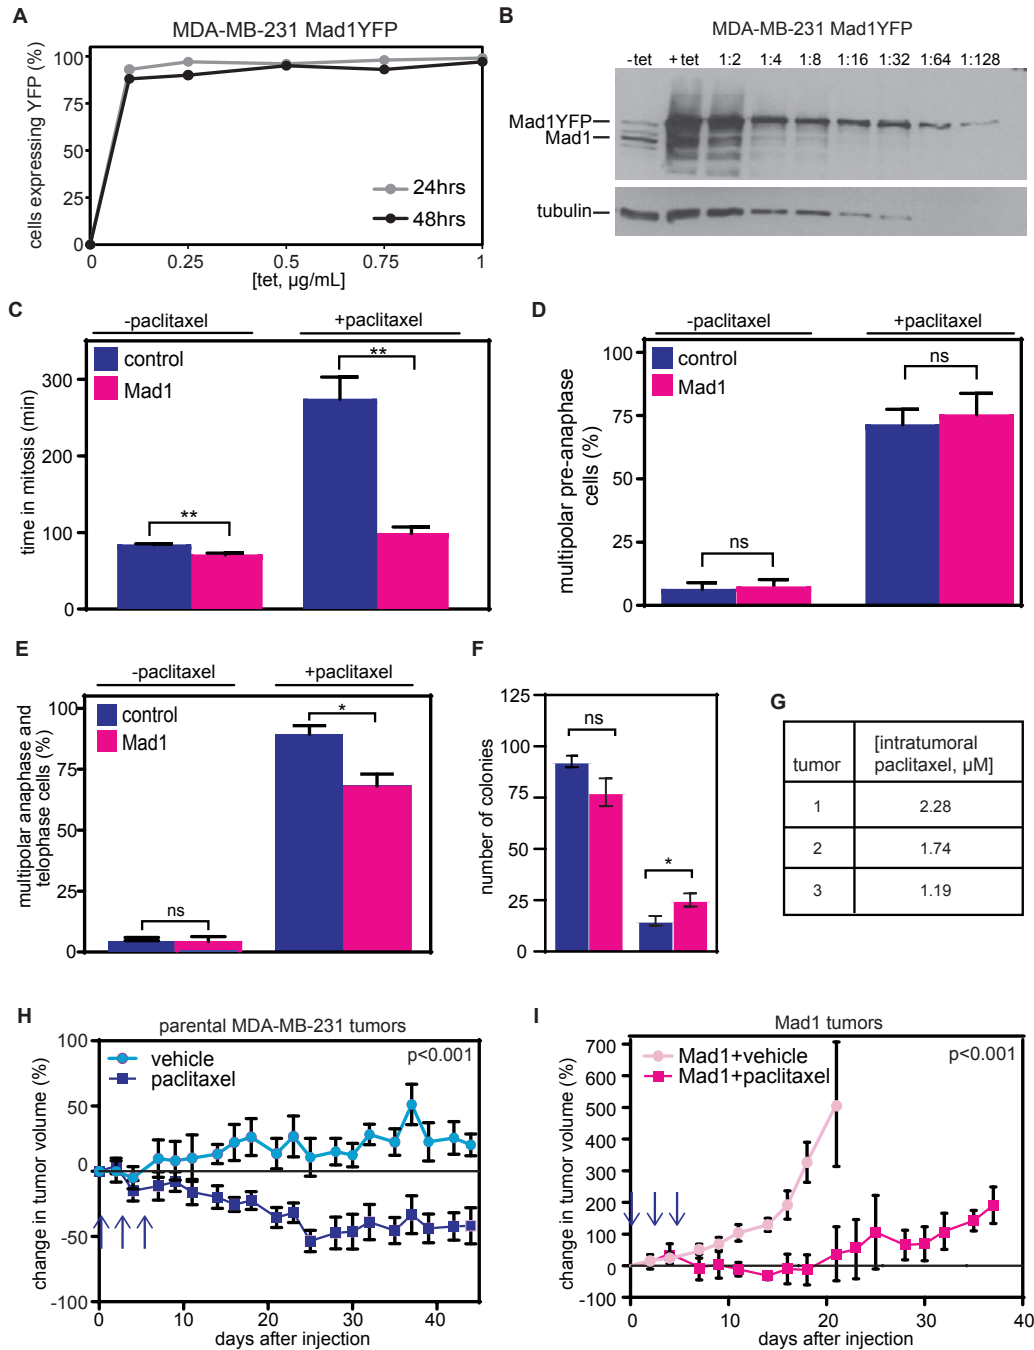 A
MDA-MB-231 Mad1YFP
cells expressing YFP (%)
100
75
50
25
0
24hrs
48hrs
0 0.25 0.5 0.75 1
[tet, µg/mL]
B
MDA-MB-231 Mad1YFP
-tet +tet 1:2 1:4 1:8 1:16 1:32 1:64 1:128
Mad1YFP
Mad1
tubulin
C
-paclitaxel +paclitaxel
control
Mad1
time in mitosis (min)
300
200
100
0
**
**
D
-paclitaxel +paclitaxel
control
Mad1
multipolar pre-anaphase
cells (%)
100
75
50
25
0
ns
ns
E
-paclitaxel +paclitaxel
control
Mad1
multipolar anaphase and
telophase cells (%)
100
75
50
25
0
ns
*
F
number of colonies
125
100
75
50
25
0
ns
*
G
tumor [intratumoral
paclitaxel, µM]
1 2.28
2 1.74
3 1.19
H
parental MDA-MB-231 tumors
vehicle
paclitaxel
p<0.001
change in tumor volume (%)
100
50
0
-50
-100
0 10 20 30 40
days after injection
I
Mad1 tumors
Mad1+vehicle
Mad1+paclitaxel
p<0.001
change in tumor volume (%)
700
600
500
400
300
200
100
0
-100
0 10 20 30 40
days after injection